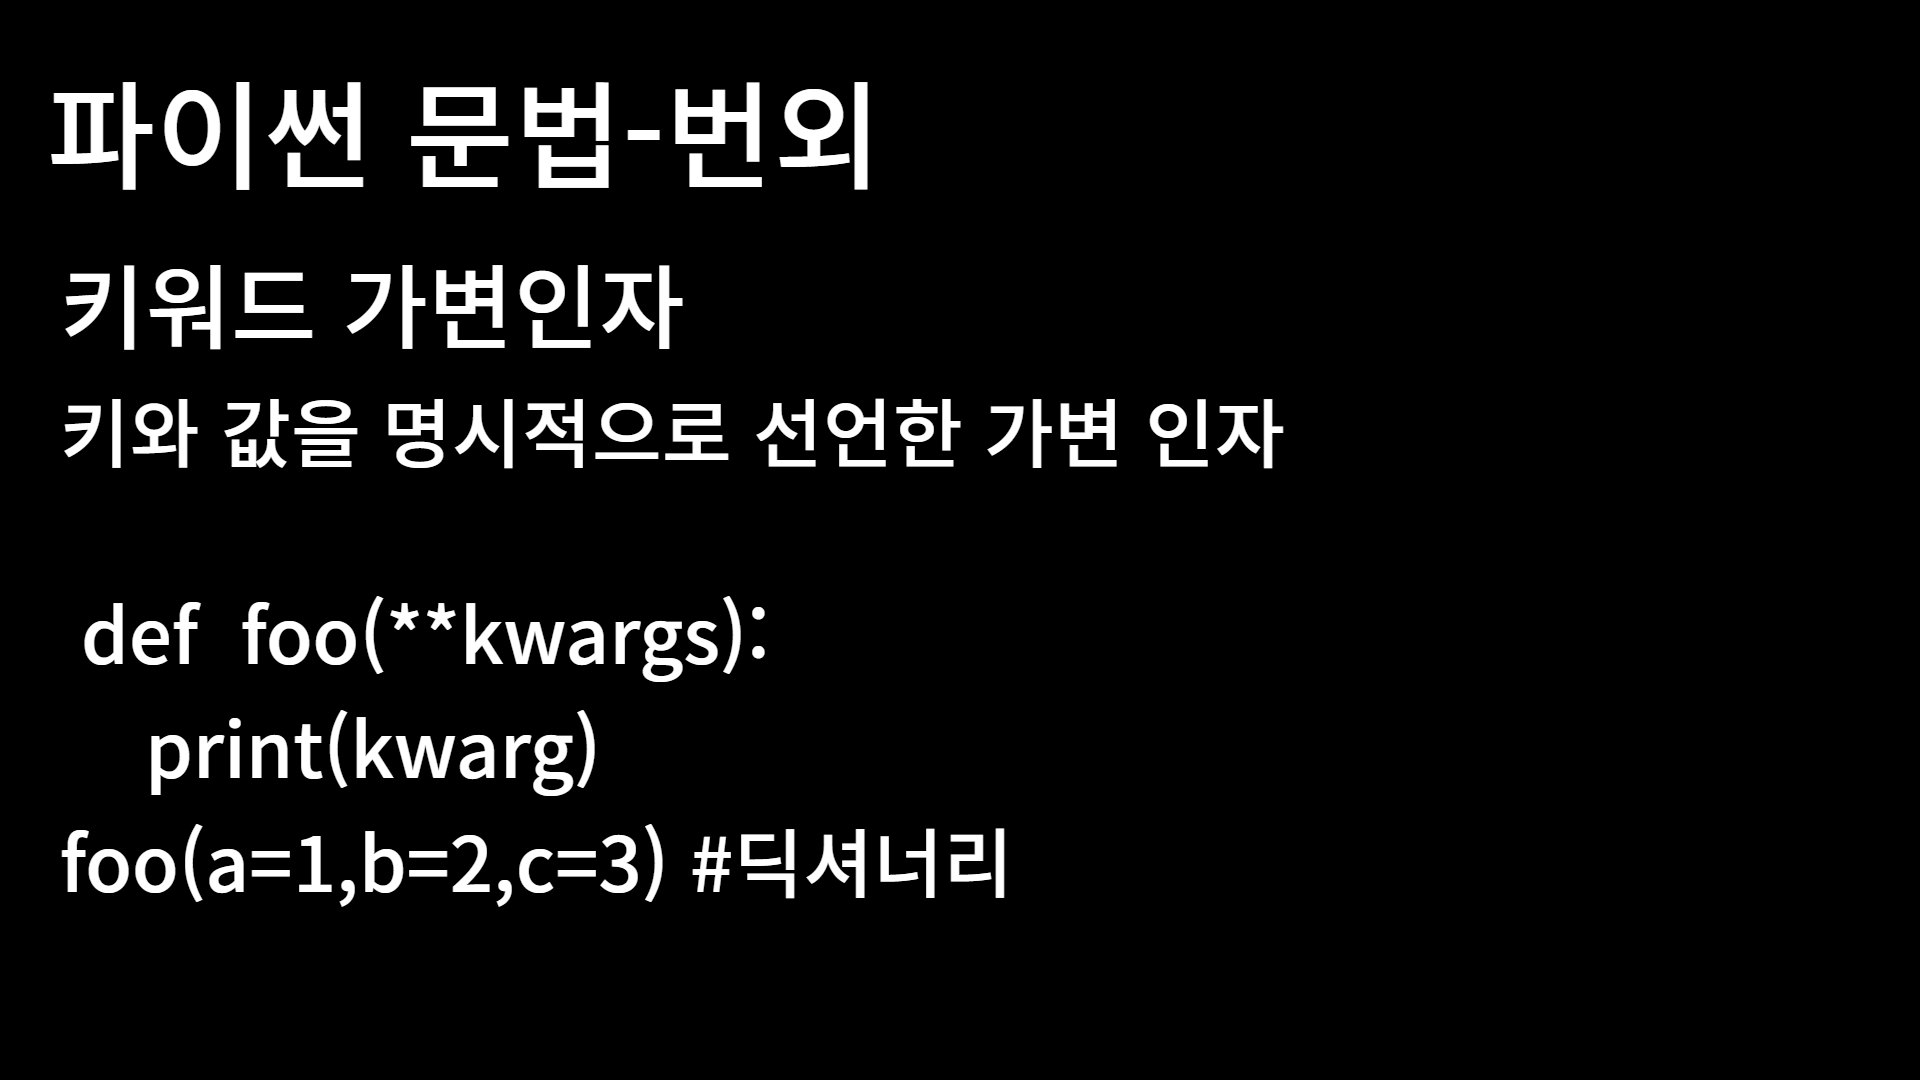 파이썬 문법-번외
키워드 가변인자
키와 값을 명시적으로 선언한 가변 인자
def  foo(**kwargs):
print(kwarg)
foo(a=1,b=2,c=3) #딕셔너리